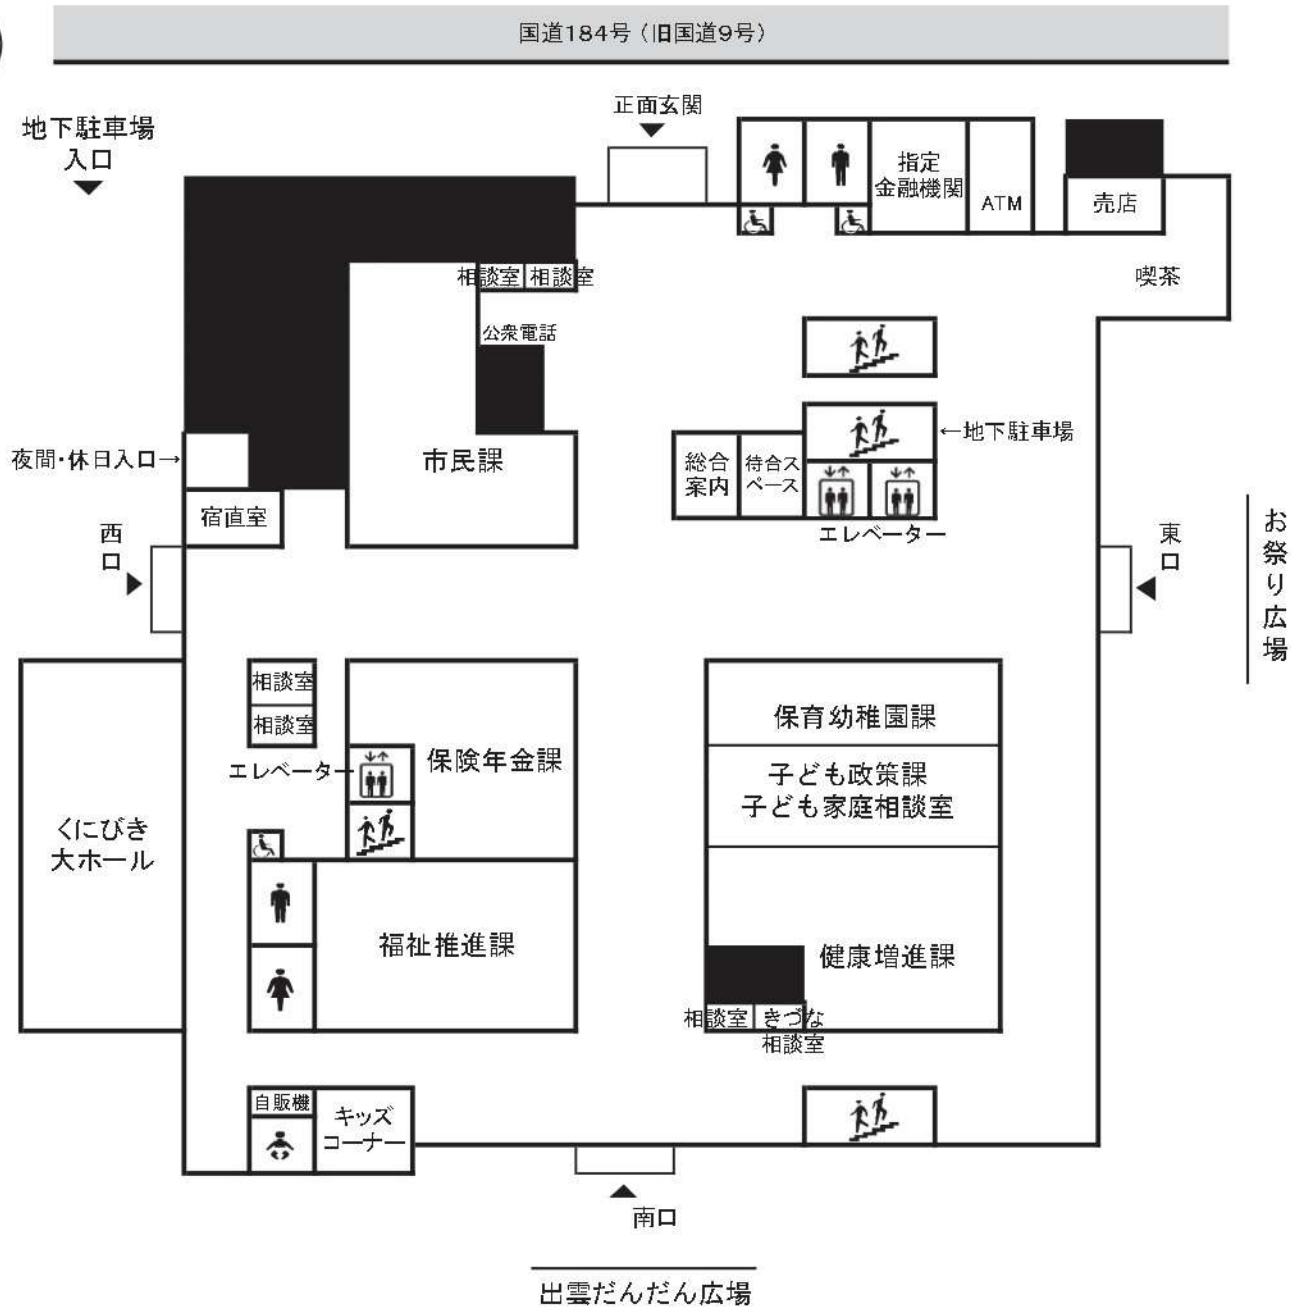 国道184号（旧国道9号）
正面玄関
地下駐車場
入口
指定
金融機関
ATM
売店
喫茶
相談室
相談室
公衆電話
←地下駐車場
夜間・休日入口→
市民課
総合
案内
待合ス
ペース
宿直室
エレベーター
西
口
東
口
お祭り広場
相談室
相談室
エレベーター
保険年金課
保育幼稚園課
子ども政策課
子ども家庭相談室
くにびき
大ホール
福祉推進課
健康増進課
相談室
きづな
相談室
自販機
キッズ
コーナー
南口
出雲だんだん広場